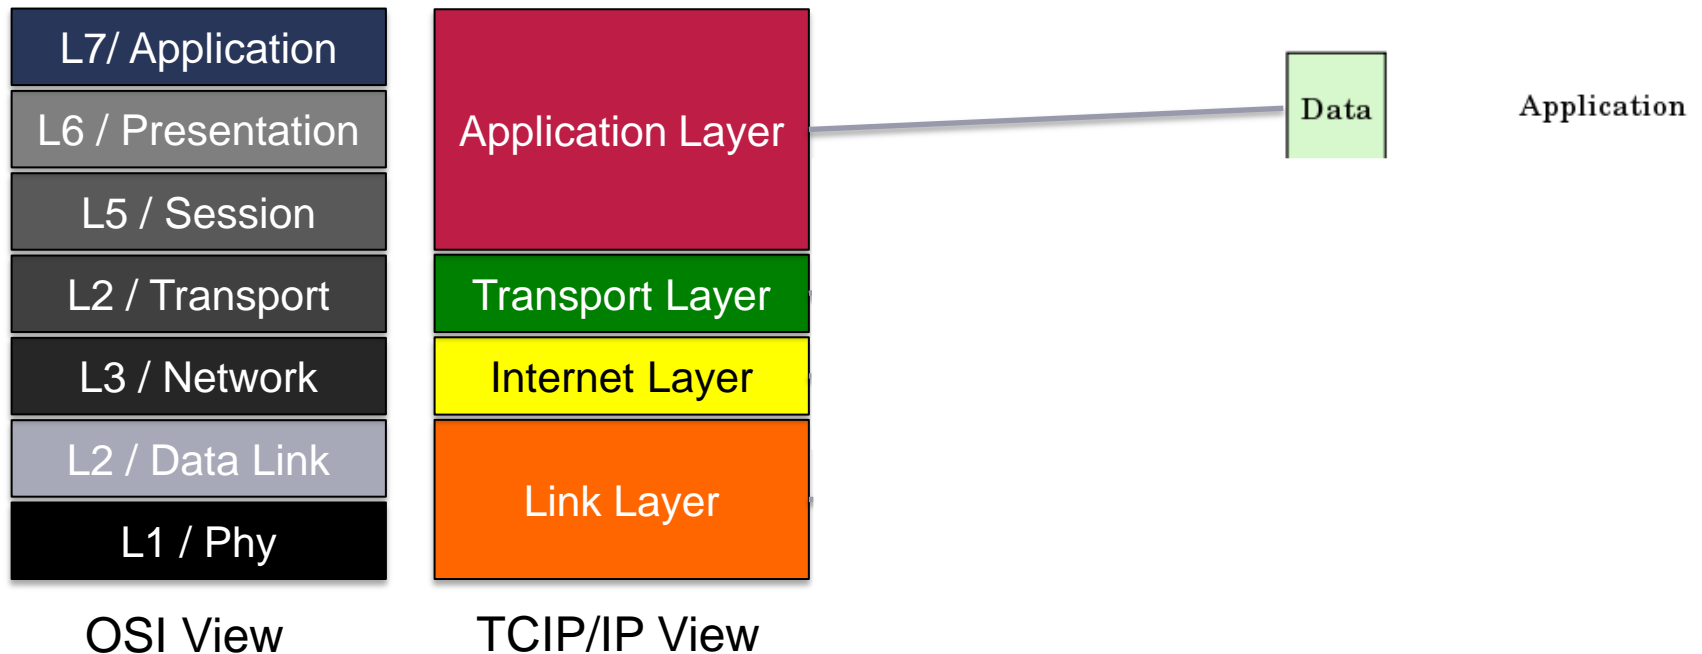 L7/ Application
L6 / Presentation
L5 / Session
L2 / Transport
L3 / Network
L2 / Data Link
L1 / Phy
OSI View
Application Layer
Transport Layer
Internet Layer
Link Layer
TCIP/IP View
Data
Application